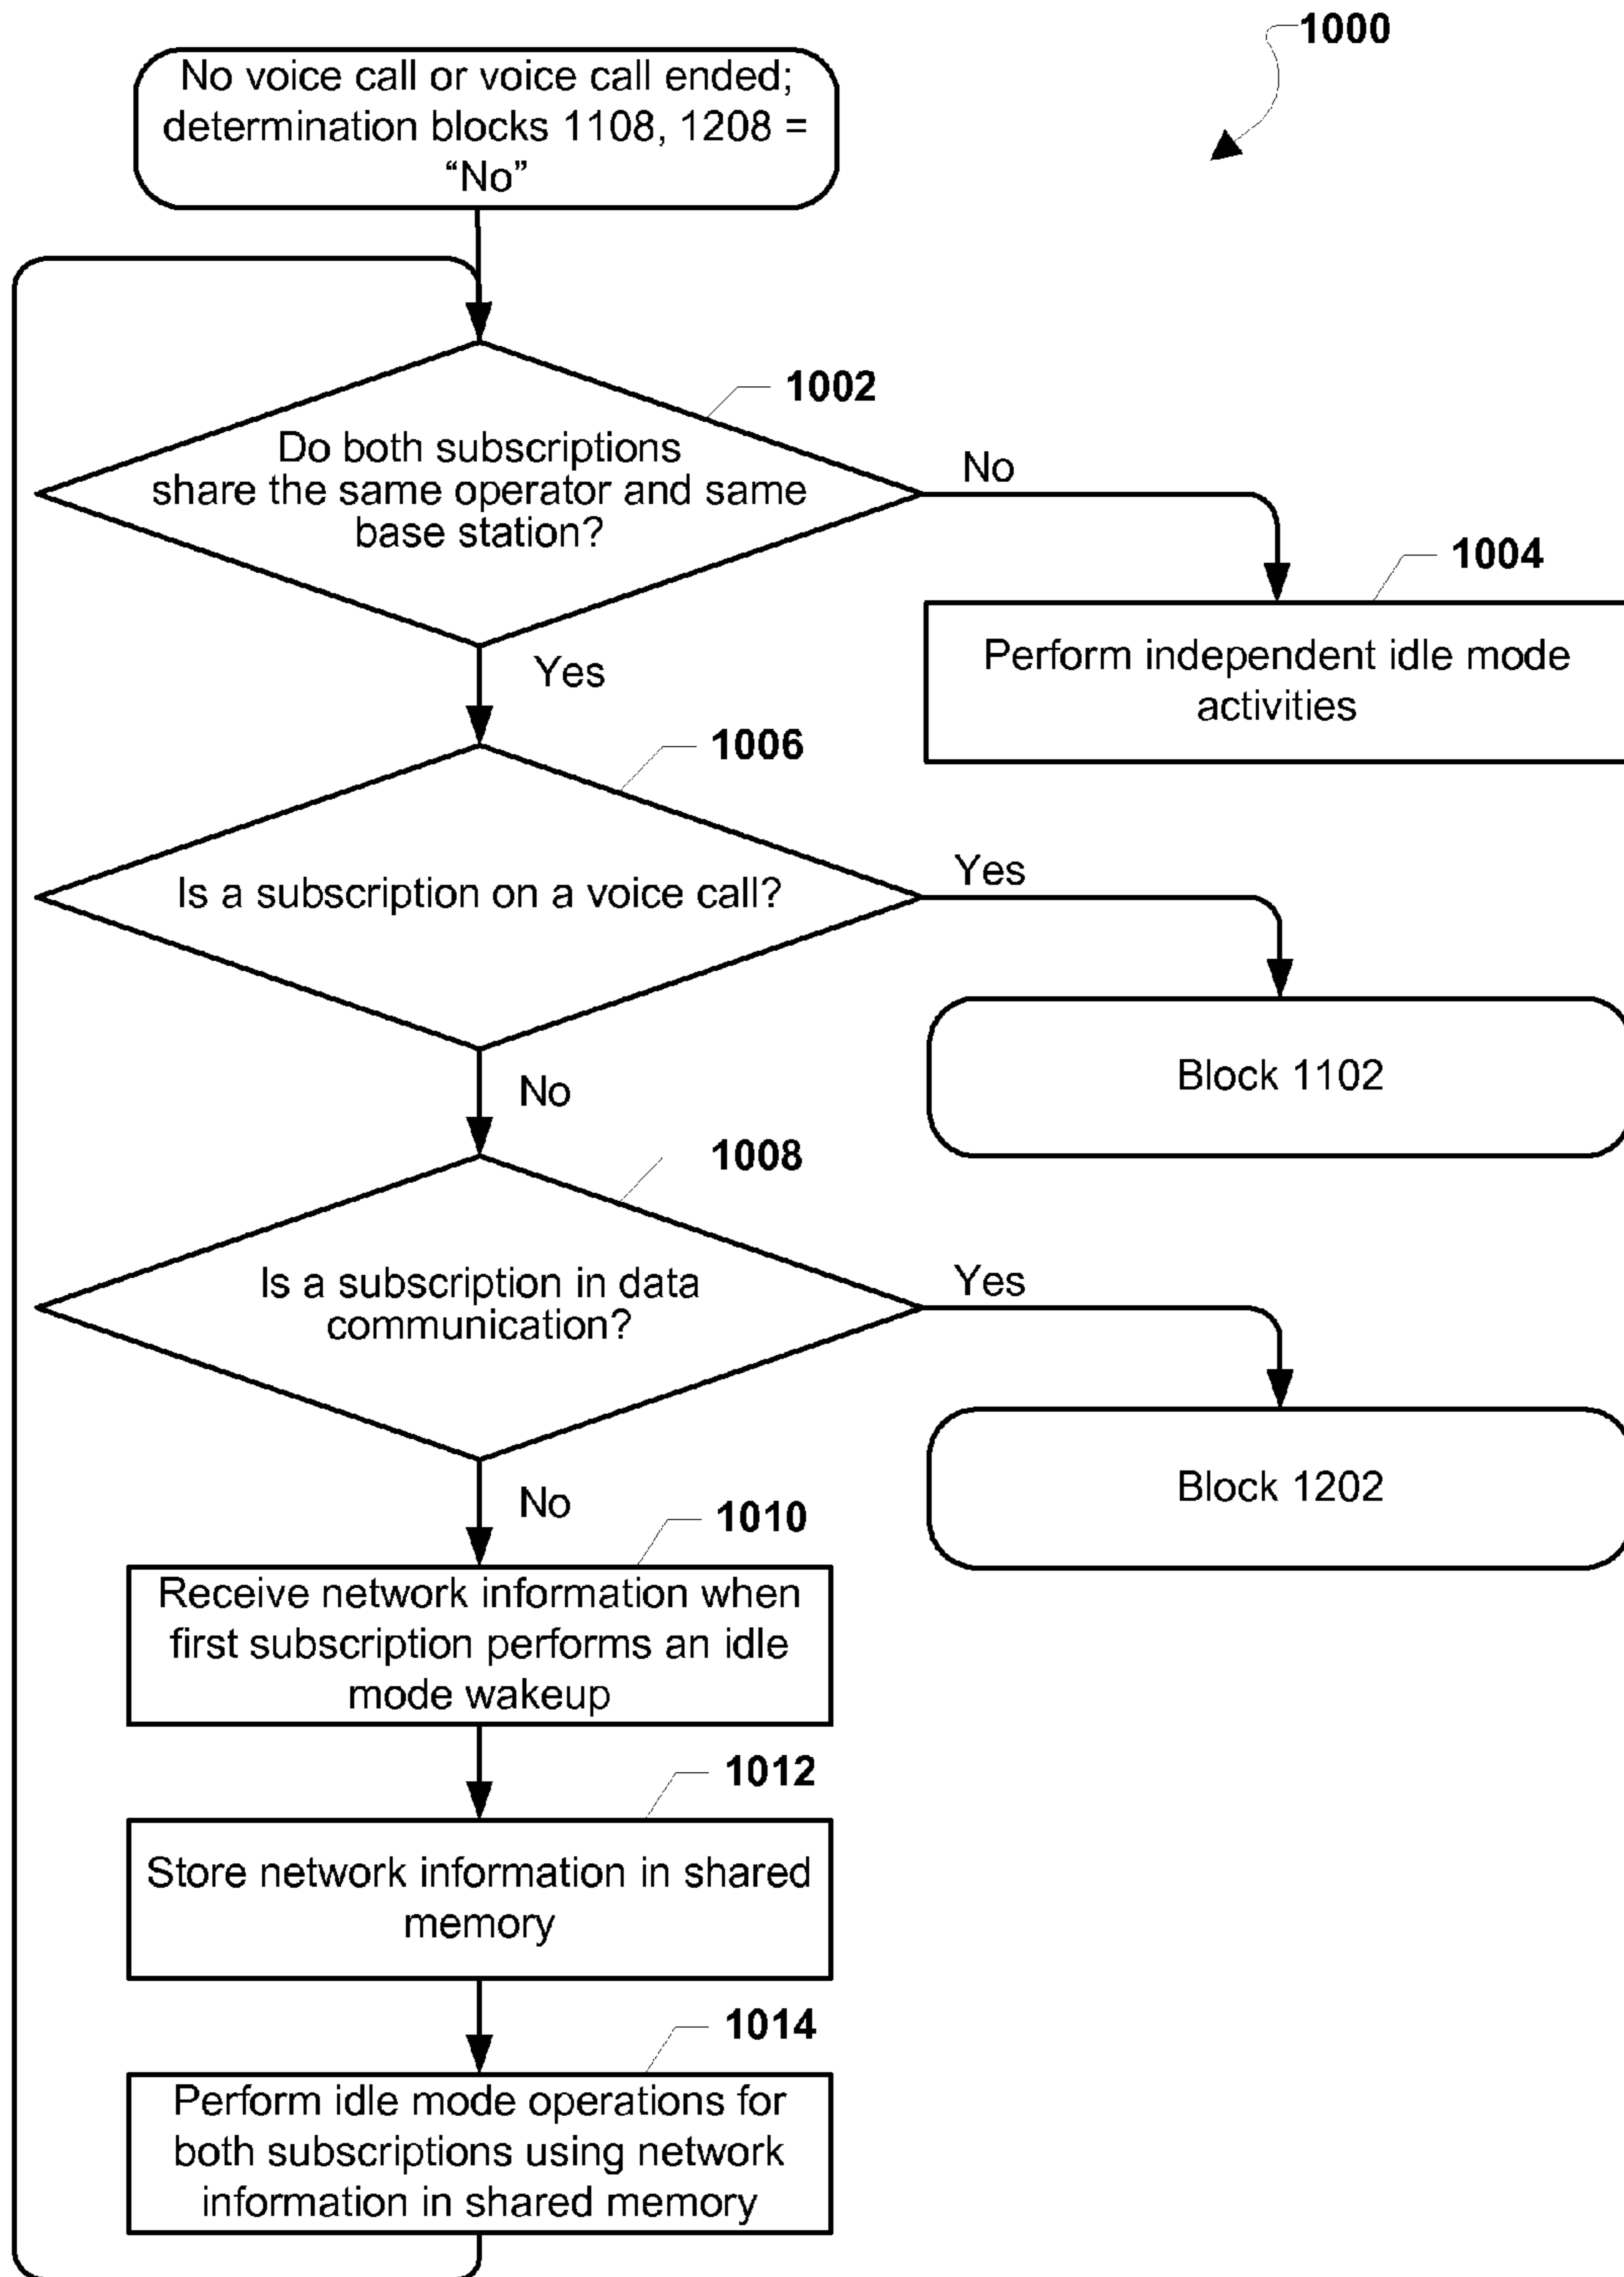 1000
No voice call or voice call ended;
determination blocks 1108, 1208 =
“No”
1002
Do both subscriptions
share the same operator and same
base station?
No
1004
Perform independent idle mode
activities
Yes
1006
Is a subscription on a voice call?
Yes
Block 1102
No
1008
Is a subscription in data
communication?
Yes
Block 1202
No
1010
Receive network information when
first subscription performs an idle
mode wakeup
1012
Store network information in shared
memory
1014
Perform idle mode operations for
both subscriptions using network
information in shared memory